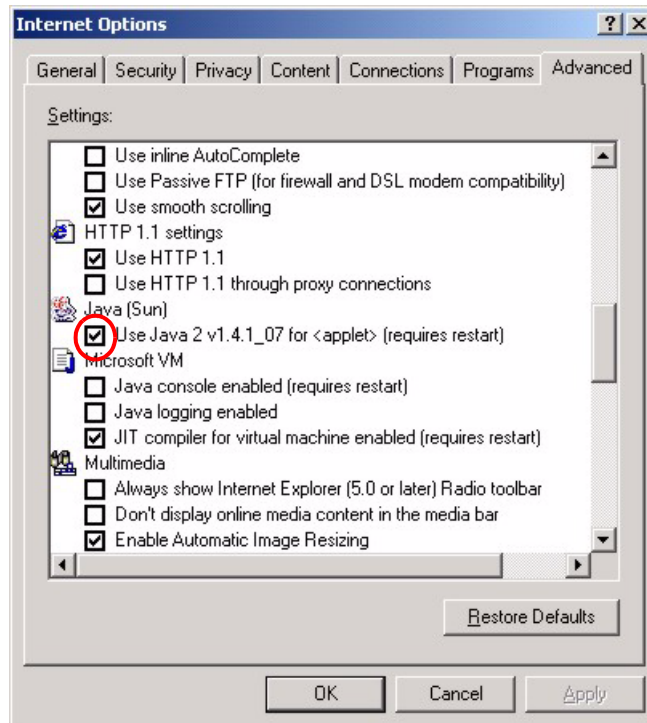 Internet Options
General Security Privacy Content Connections Programs Advanced
Settings:
Use inline AutoComplete
Use Passive FTP (for firewall and DSL modem compatibility)
Use smooth scrolling
HTTP 1.1 settings
Use HTTP 1.1
Use HTTP 1.1 through proxy connections
Java (Sun)
Use Java 2 v1.4.1_07 for <applet> (requires restart)
Microsoft VM
Java console enabled (requires restart)
Java logging enabled
JIT compiler for virtual machine enabled (requires restart)
Multimedia
Always show Internet Explorer (5.0 or later) Radio toolbar
Don't display online media content in the media bar
Enable Automatic Image Resizing
Restore Defaults
OK Cancel Apply